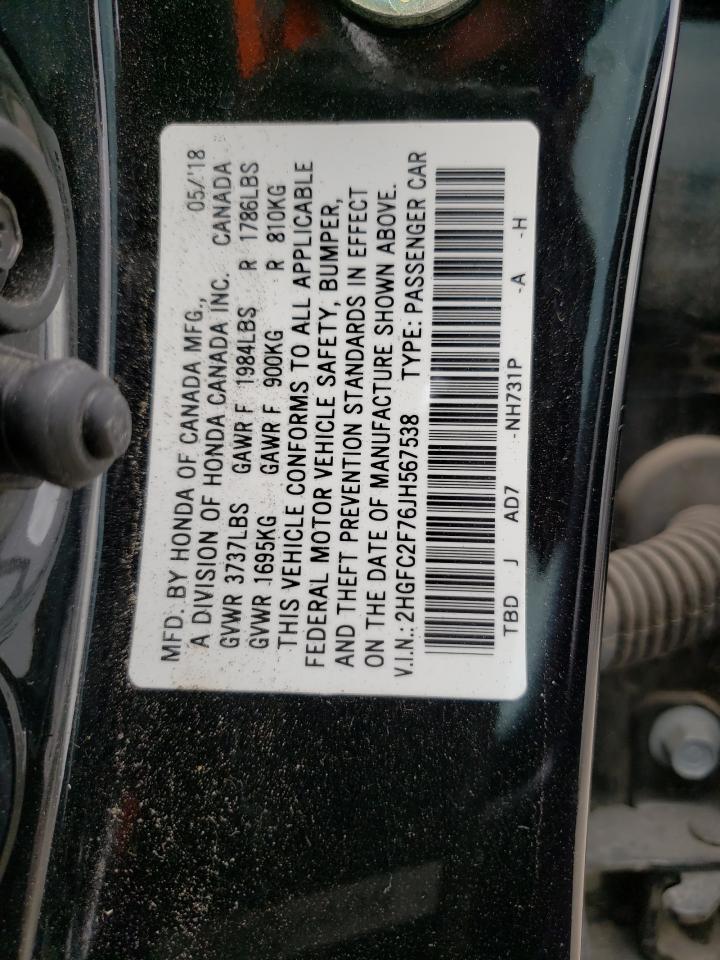 MFD. BY HONDA OF CANADA MFG., 05/'18
A DIVISION OF HONDA CANADA INC. CANADA
GVWR 3737LBS GAWR F 1984LBS R 1786LBS
GVWR 1695KG GAWR F 900KG R 810KG
THIS VEHICLE CONFORMS TO ALL APPLICABLE
FEDERAL MOTOR VEHICLE SAFETY, BUMPER,
AND THEFT PREVENTION STANDARDS IN EFFECT
ON THE DATE OF MANUFACTURE SHOWN ABOVE.
V.I.N.: 2HGFC2F76JH567538 TYPE: PASSENGER CAR
TBD J AD7 -NH731P -A -H